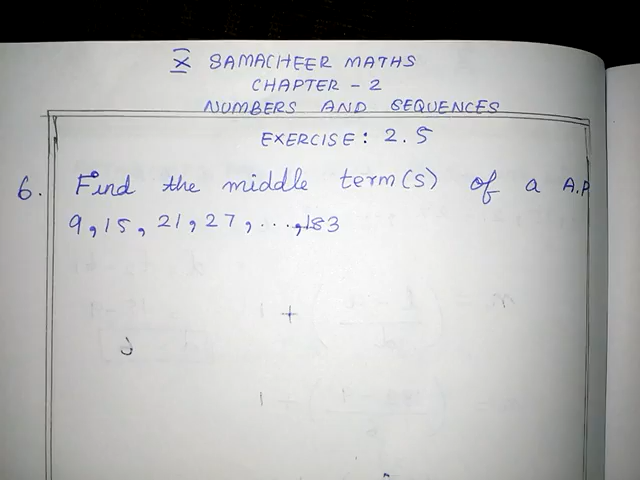 X SAMACHEER MATHS
CHAPTER - 2
NUMBERS AND SEQUENCES
EXERCISE: 2.5
6. Find the middle term(s) of a A.P
9, 15, 21, 27, ..., 183